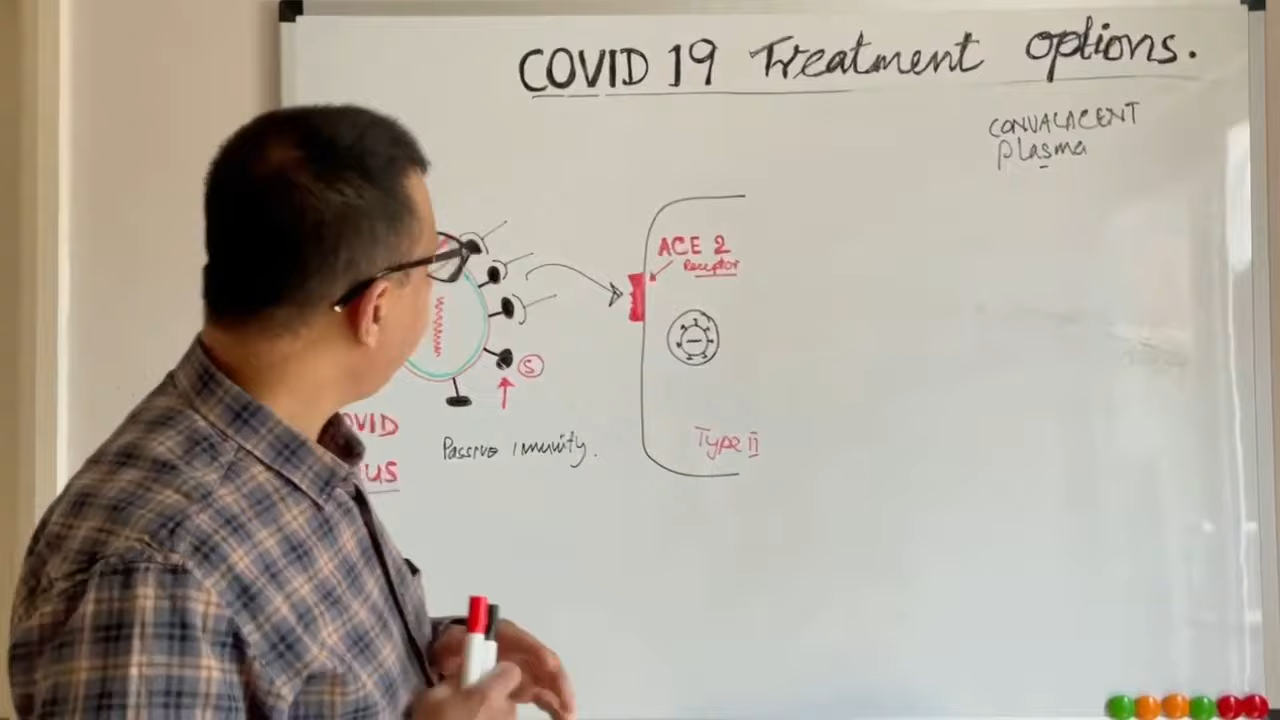 COVID 19 Treatment options.
CONVALACENT
plasma
ACE 2
Receptor
S
OVID
US
Passive immunity.
Type II